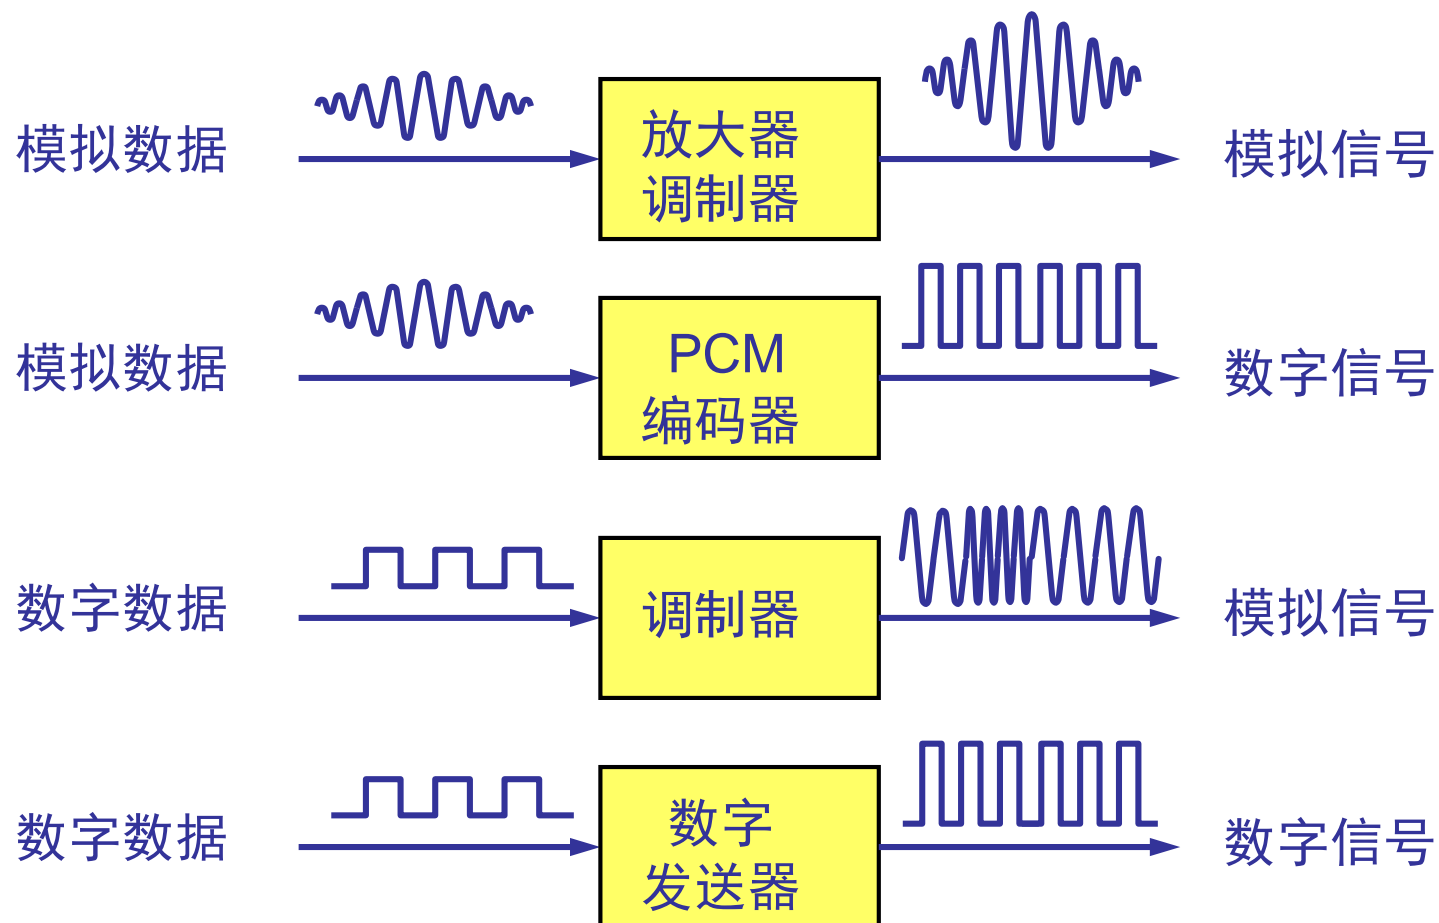 模拟数据
放大器
调制器
模拟信号
模拟数据
PCM
编码器
数字信号
数字数据
调制器
模拟信号
数字数据
数字
发送器
数字信号